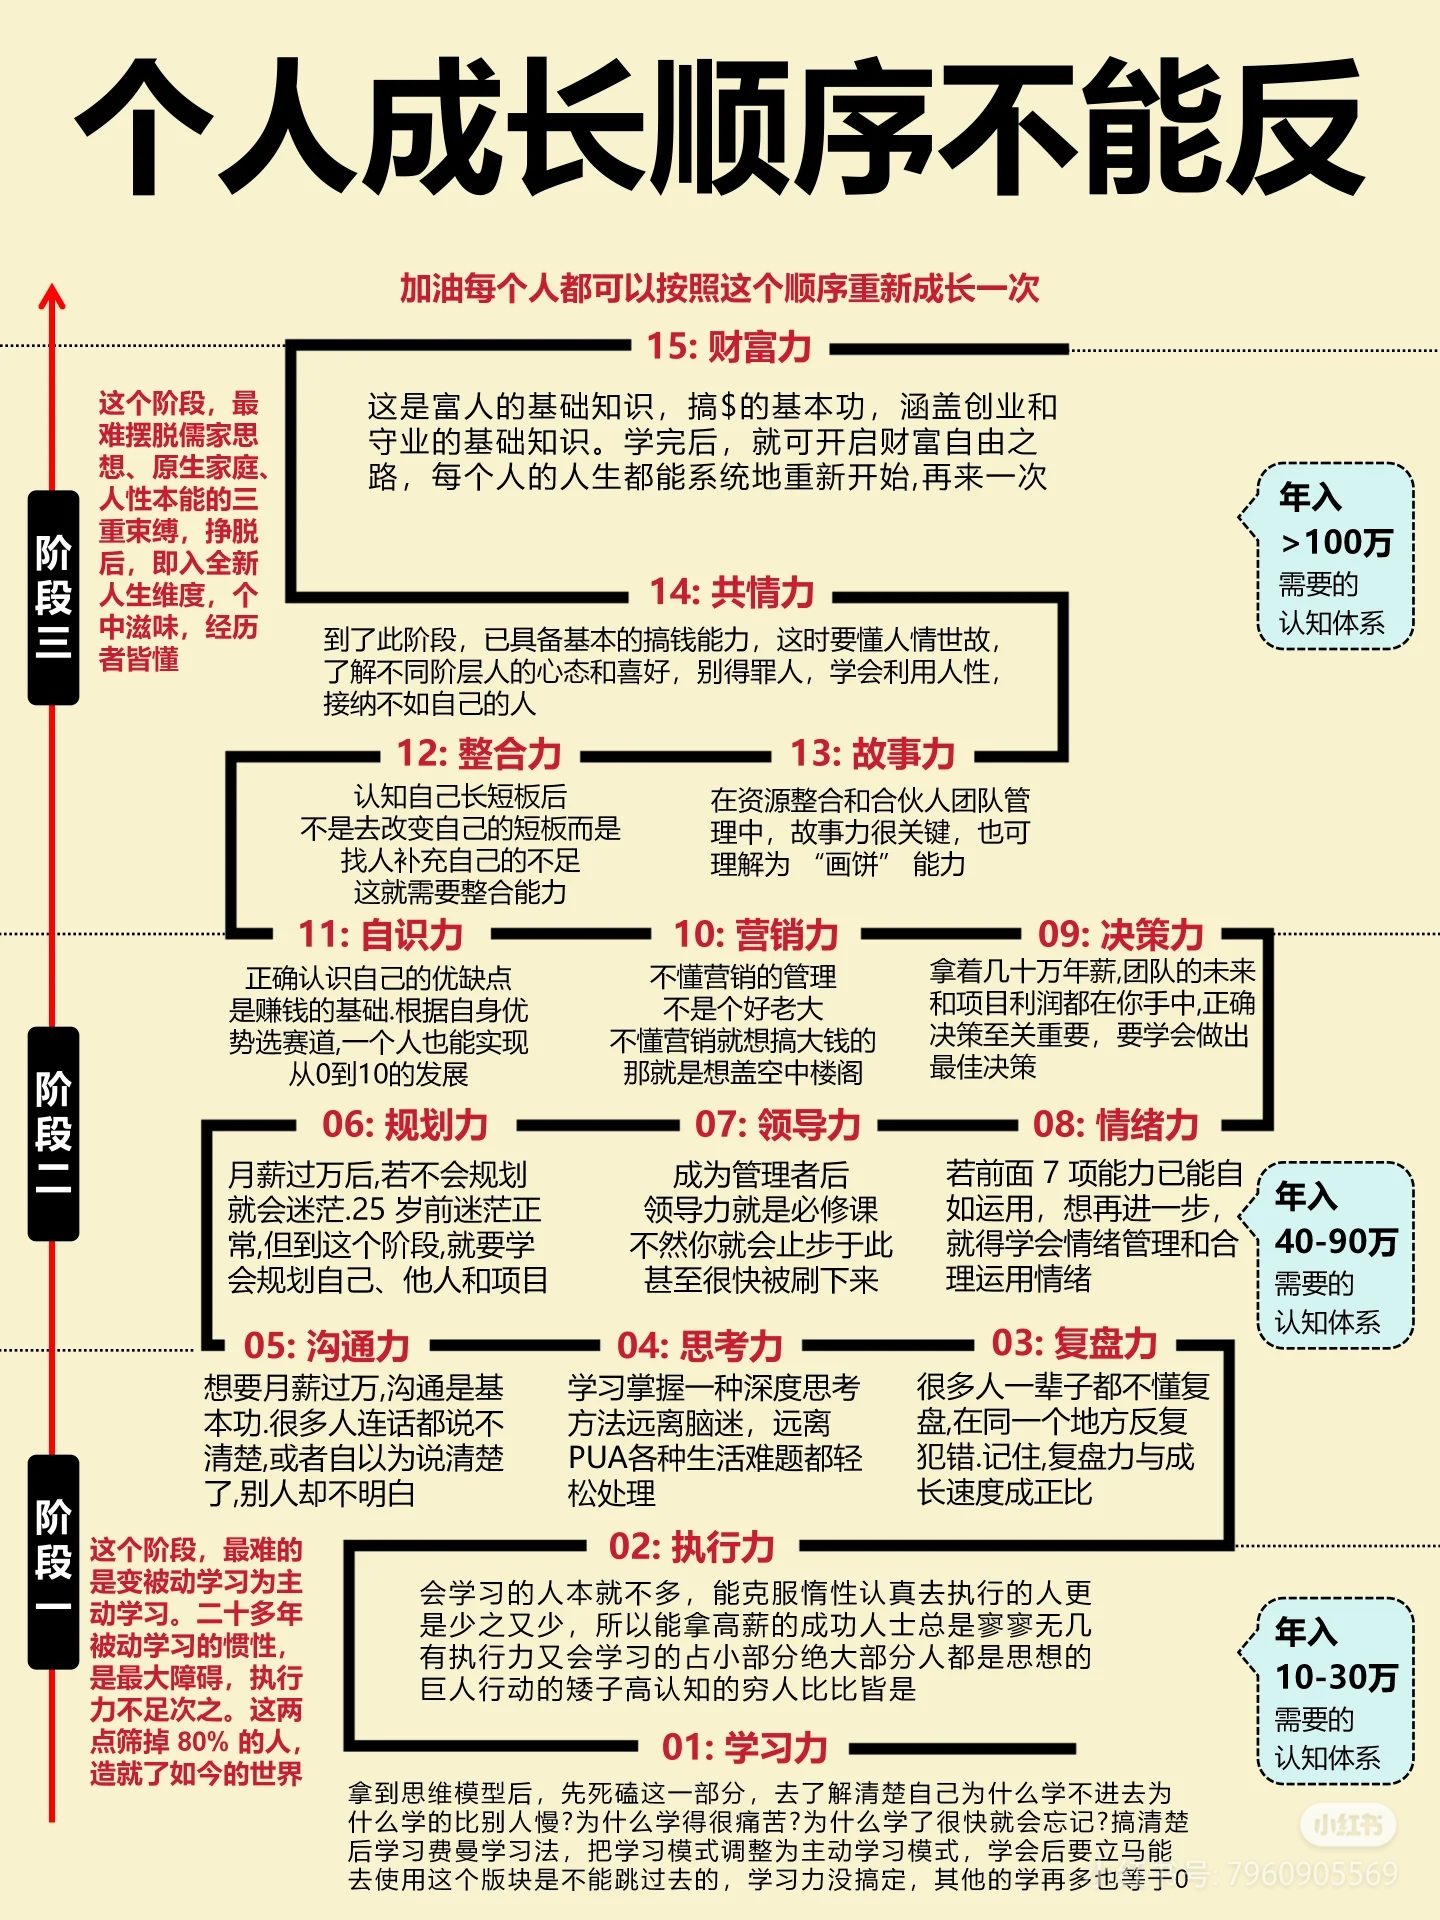 个人成长顺序不能反
加油每个人都可以按照这个顺序重新成长一次
15: 财富力
这是富人的基础知识，搞$的基本功，涵盖创业和
守业的基础知识。学完后，就可开启财富自由之
路，每个人的人生都能系统地重新开始,再来一次
阶段三
这个阶段，最
难摆脱儒家思
想、原生家庭、
人性本能的三
重束缚，挣脱
后，即入全新
人生维度，个
中滋味，经历
者皆懂
年入
>100万
需要的
认知体系
14: 共情力
到了此阶段，已具备基本的搞钱能力，这时要懂人情世故，
了解不同阶层人的心态和喜好，别得罪人，学会利用人性，
接纳不如自己的人
12: 整合力
认知自己长短板后
不是去改变自己的短板而是
找人补充自己的不足
这就需要整合能力
13: 故事力
在资源整合和合伙人团队管
理中，故事力很关键，也可
理解为 “画饼” 能力
11: 自识力
正确认识自己的优缺点
是赚钱的基础.根据自身优
势选赛道,一个人也能实现
从0到10的发展
10: 营销力
不懂营销的管理
不是个好老大
不懂营销就想搞大钱的
那就是想盖空中楼阁
09: 决策力
拿着几十万年薪,团队的未来
和项目利润都在你手中,正确
决策至关重要，要学会做出
最佳决策
阶段二
06: 规划力
月薪过万后,若不会规划
就会迷茫.25 岁前迷茫正
常,但到这个阶段,就要学
会规划自己、他人和项目
07: 领导力
成为管理者后
领导力就是必修课
不然你就会止步于此
甚至很快被刷下来
08: 情绪力
若前面 7 项能力已能自
如运用，想再进一步，
就得学会情绪管理和合
理运用情绪
年入
40-90万
需要的
认知体系
05: 沟通力
想要月薪过万,沟通是基
本功.很多人连话都说不
清楚,或者自以为说清楚
了,别人却不明白
04: 思考力
学习掌握一种深度思考
方法远离脑迷，远离
PUA各种生活难题都轻
松处理
03: 复盘力
很多人一辈子都不懂复
盘,在同一个地方反复
犯错.记住,复盘力与成
长速度成正比
阶段一
这个阶段，最难的
是变被动学习为主
动学习。二十多年
被动学习的惯性，
是最大障碍，执行
力不足次之。这两
点筛掉 80% 的人，
造就了如今的世界
02: 执行力
会学习的人本就不多，能克服惰性认真去执行的人更
是少之又少，所以能拿高薪的成功人士总是寥寥无几
有执行力又会学习的占小部分绝大部分人都是思想的
巨人行动的矮子高认知的穷人比比皆是
年入
10-30万
需要的
认知体系
01: 学习力
拿到思维模型后，先死磕这一部分，去了解清楚自己为什么学不进去为
什么学的比别人慢?为什么学得很痛苦?为什么学了很快就会忘记?搞清楚
后学习费曼学习法，把学习模式调整为主动学习模式，学会后要立马能
去使用这个版块是不能跳过去的，学习力没搞定，其他的学再多也等于0
小红书
小红书号: 7960905569